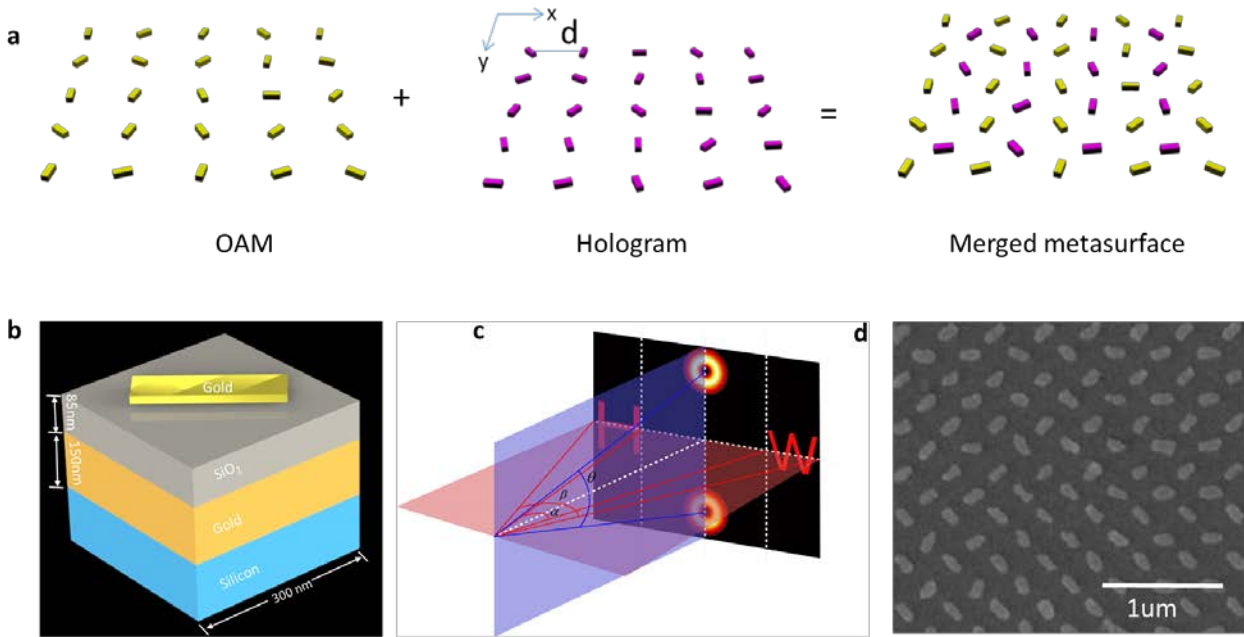 a
x
y
d
+
=
OAM
Hologram
Merged metasurface
b
Gold
85nm
150nm
SiO₂
Gold
Silicon
300 nm
c
H
W
θ
β
α
d
1um